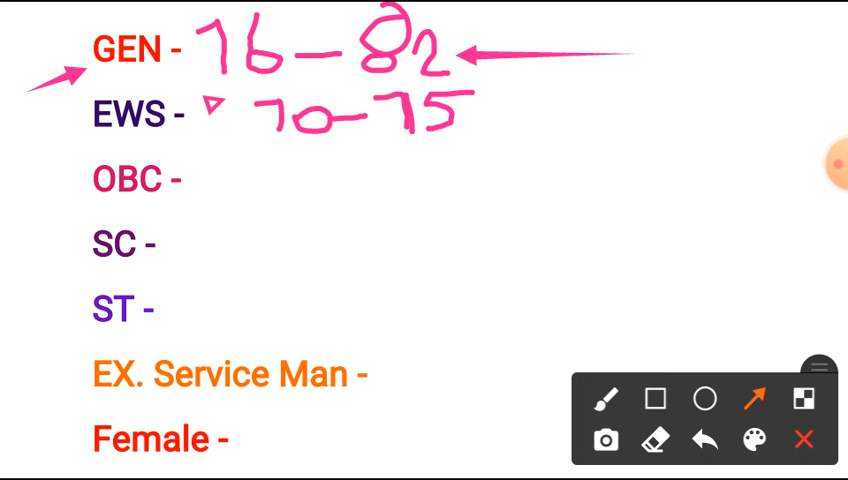 GEN - 76 - 82
EWS - 70 - 75
OBC -
SC -
ST -
EX. Service Man -
Female -